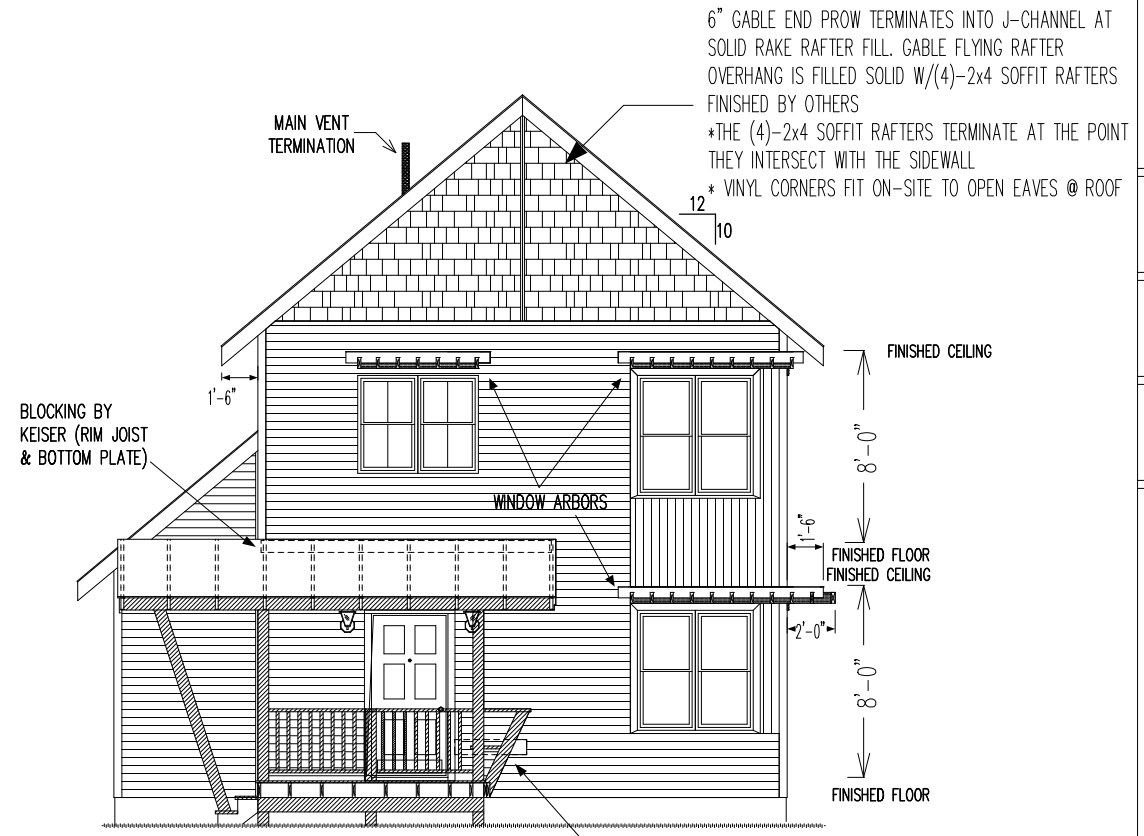 6" GABLE END PROW TERMINATES INTO J-CHANNEL AT
SOLID RAKE RAFTER FILL. GABLE FLYING RAFTER
OVERHANG IS FILLED SOLID W/(4)-2x4 SOFFIT RAFTERS
FINISHED BY OTHERS
*THE (4)-2x4 SOFFIT RAFTERS TERMINATE AT THE POINT
THEY INTERSECT WITH THE SIDEWALL
* VINYL CORNERS FIT ON-SITE TO OPEN EAVES @ ROOF
MAIN VENT
TERMINATION
12
10
FINISHED CEILING
1'-6"
BLOCKING BY
KEISER (RIM JOIST
& BOTTOM PLATE)
8'-0"
WINDOW ARBORS
1'-6"
FINISHED FLOOR
FINISHED CEILING
2'-0"
8'-0"
FINISHED FLOOR